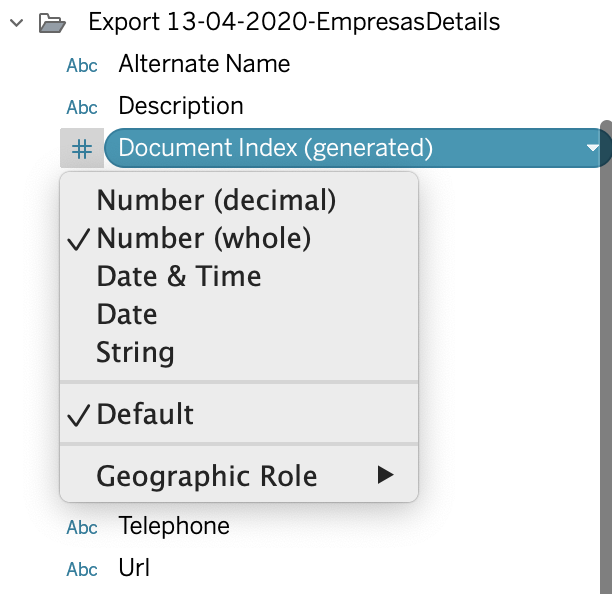 Export 13-04-2020-EmpresasDetails
Abc Alternate Name
Abc Description
# Document Index (generated)
Number (decimal)
✓ Number (whole)
Date & Time
Date
String
✓ Default
Geographic Role ▶
Abc Telephone
Abc Url